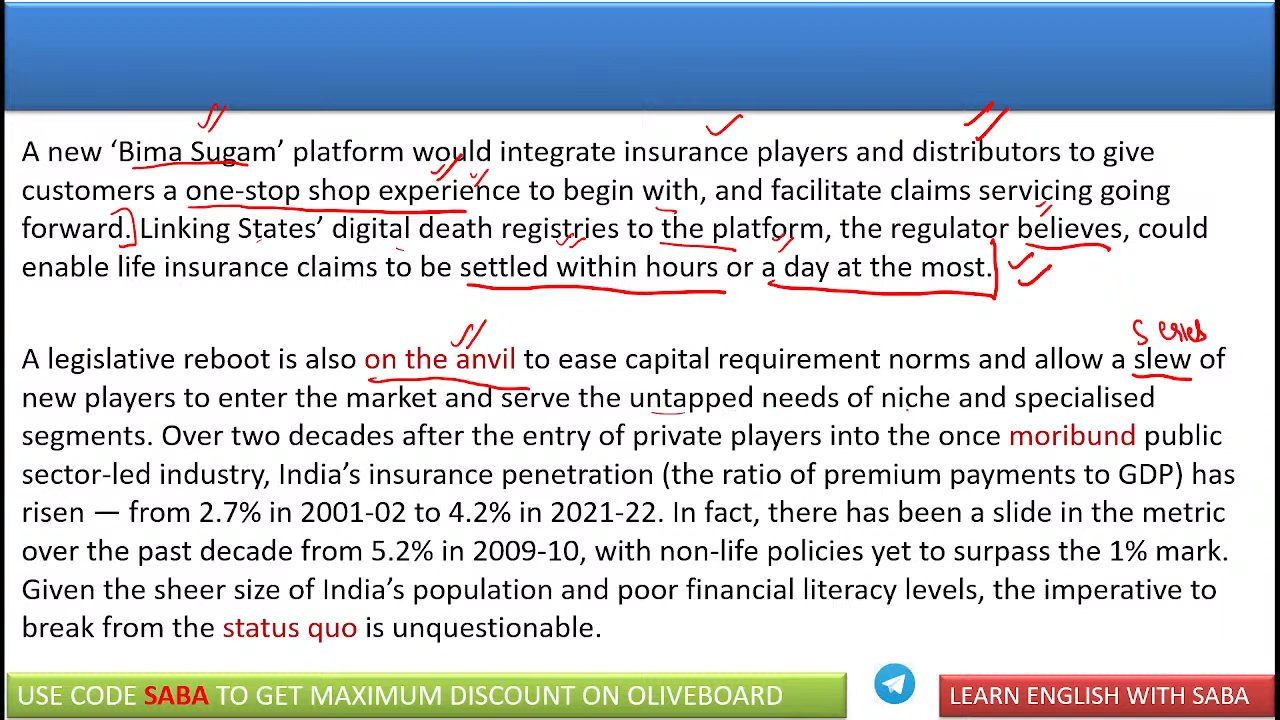 A new ‘Bima Sugam’ platform would integrate insurance players and distributors to give
customers a one-stop shop experience to begin with, and facilitate claims servicing going
forward. Linking States’ digital death registries to the platform, the regulator believes, could
enable life insurance claims to be settled within hours or a day at the most.
Series
A legislative reboot is also on the anvil to ease capital requirement norms and allow a slew of
new players to enter the market and serve the untapped needs of niche and specialised
segments. Over two decades after the entry of private players into the once moribund public
sector-led industry, India’s insurance penetration (the ratio of premium payments to GDP) has
risen — from 2.7% in 2001-02 to 4.2% in 2021-22. In fact, there has been a slide in the metric
over the past decade from 5.2% in 2009-10, with non-life policies yet to surpass the 1% mark.
Given the sheer size of India’s population and poor financial literacy levels, the imperative to
break from the status quo is unquestionable.
USE CODE SABA TO GET MAXIMUM DISCOUNT ON OLIVEBOARD
LEARN ENGLISH WITH SABA